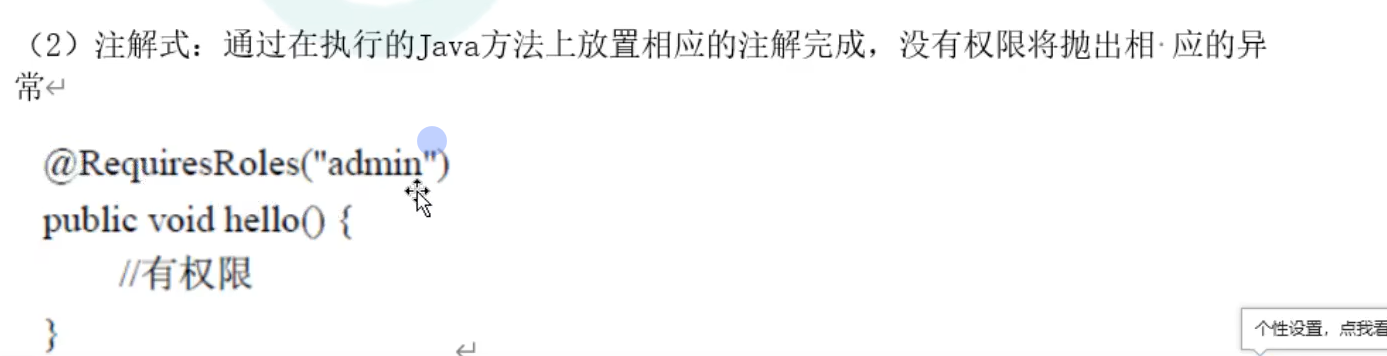 （2）注解式：通过在执行的Java方法上放置相应的注解完成，没有权限将抛出相 应的异
常
@RequiresRoles("admin")
public void hello() {
//有权限
}
个性设置，点我看